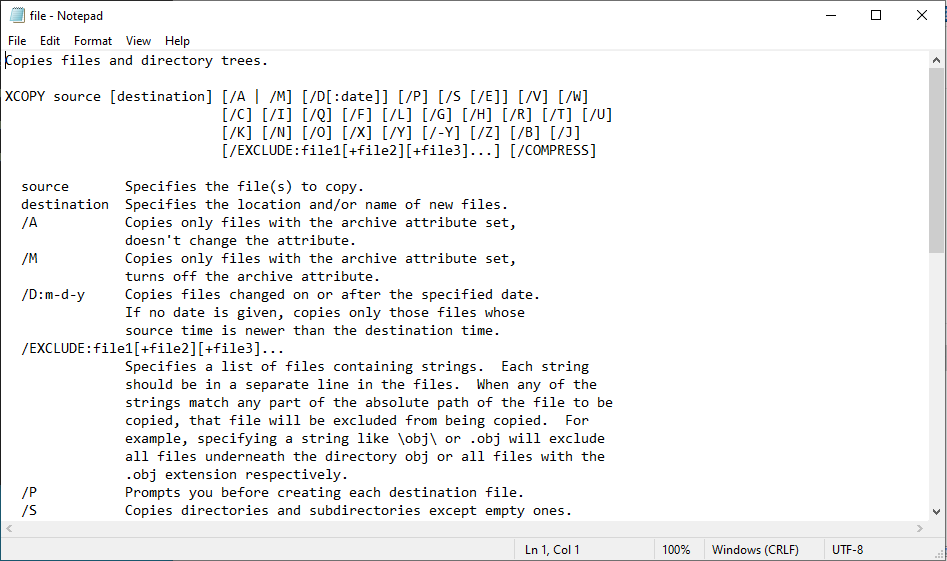 file - Notepad
File Edit Format View Help
Copies files and directory trees.

XCOPY source [destination] [/A | /M] [/D[:date]] [/P] [/S [/E]] [/V] [/W]
                           [/C] [/I] [/Q] [/F] [/L] [/G] [/H] [/R] [/T] [/U]
                           [/K] [/N] [/O] [/X] [/Y] [/-Y] [/Z] [/B] [/J]
                           [/EXCLUDE:file1[+file2][+file3]...] [/COMPRESS]

  source       Specifies the file(s) to copy.
  destination  Specifies the location and/or name of new files.
  /A           Copies only files with the archive attribute set,
               doesn't change the attribute.
  /M           Copies only files with the archive attribute set,
               turns off the archive attribute.
  /D:m-d-y     Copies files changed on or after the specified date.
               If no date is given, copies only those files whose
               source time is newer than the destination time.
  /EXCLUDE:file1[+file2][+file3]...
               Specifies a list of files containing strings.  Each string
               should be in a separate line in the files.  When any of the
               strings match any part of the absolute path of the file to be
               copied, that file will be excluded from being copied.  For
               example, specifying a string like \obj\ or .obj will exclude
               all files underneath the directory obj or all files with the
               .obj extension respectively.
  /P           Prompts you before creating each destination file.
  /S           Copies directories and subdirectories except empty ones.
Ln 1, Col 1 100% Windows (CRLF) UTF-8